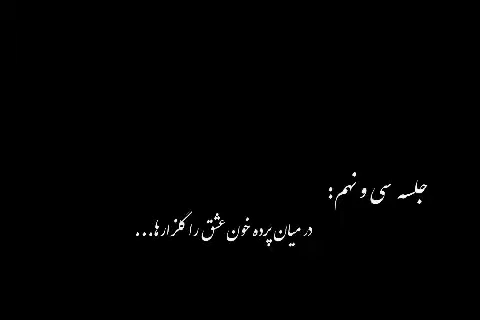 جلسه سی و نهم:
در میان پرده خون عشق را گلزارها...